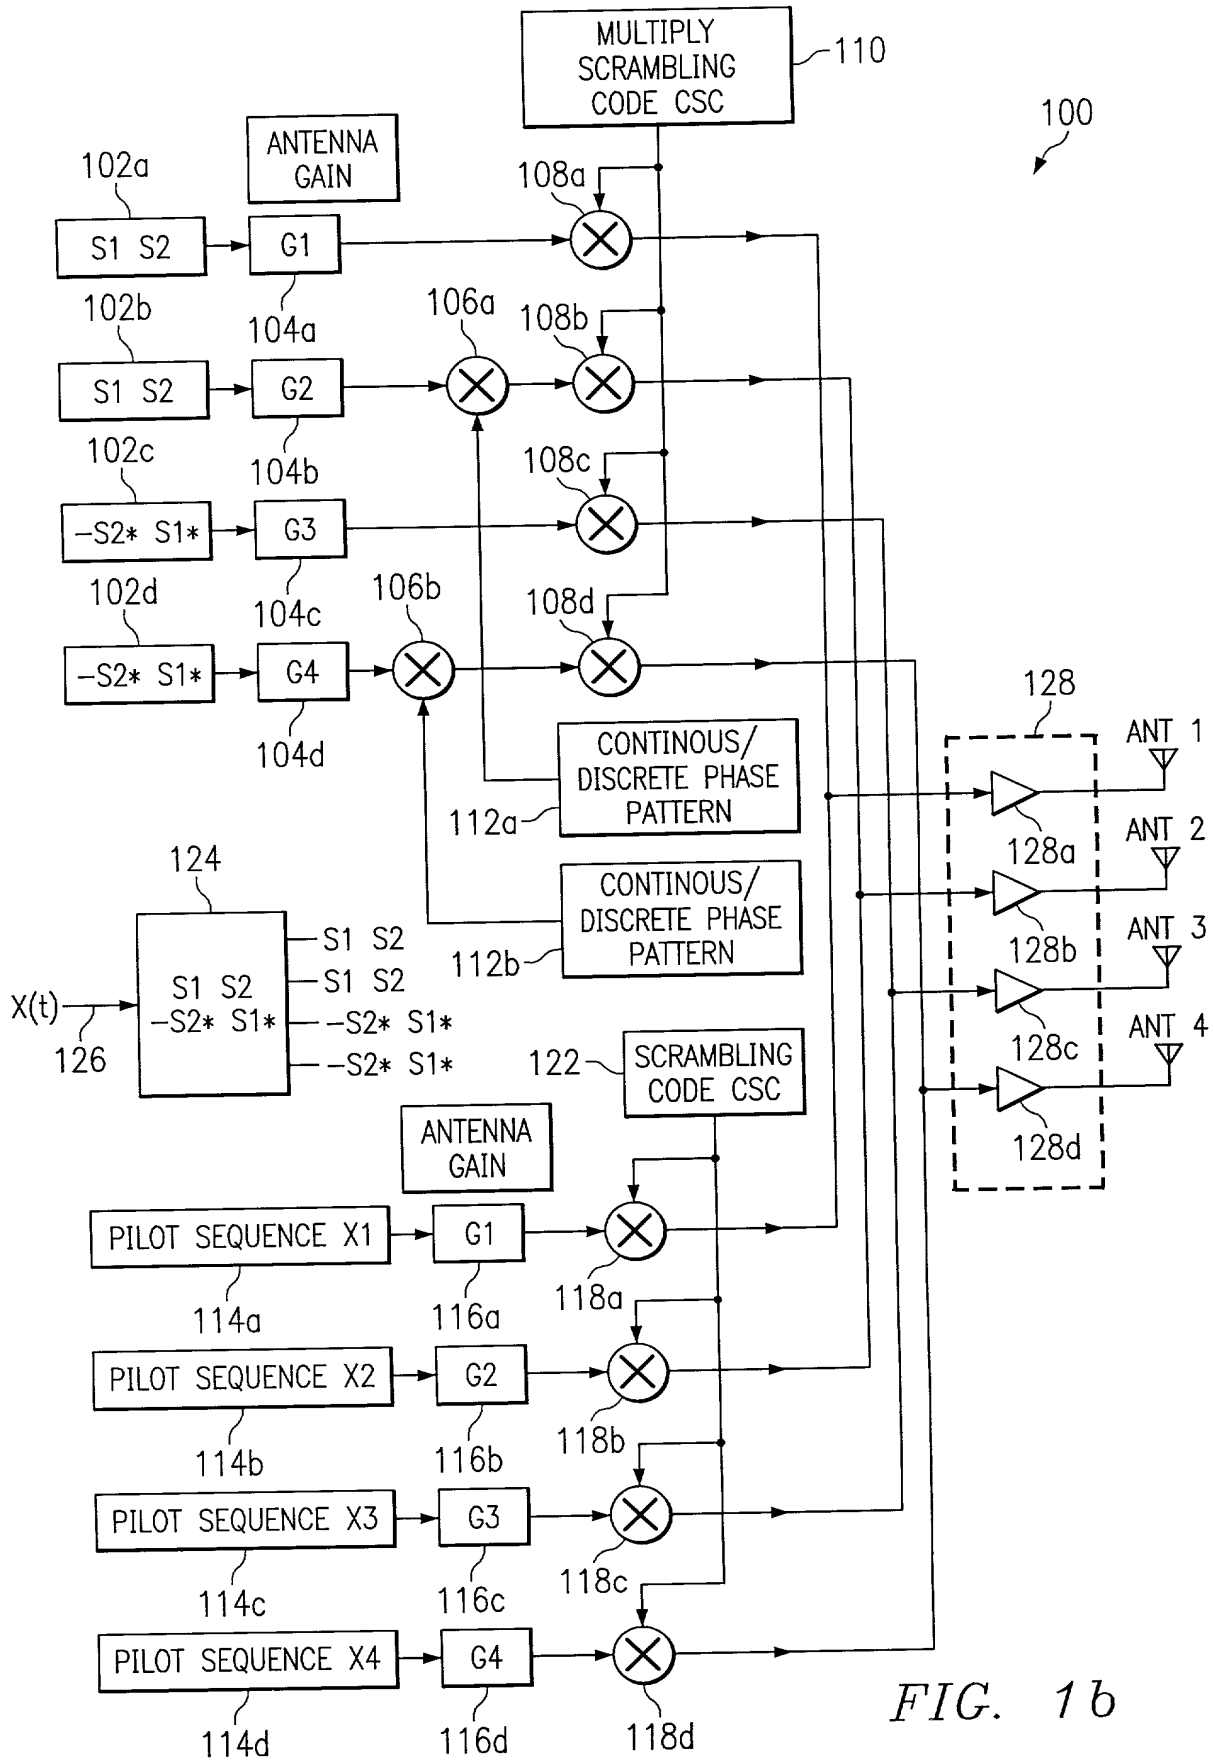 MULTIPLY
SCRAMBLING
CODE CSC
110
100
ANTENNA
GAIN
102a
108a
S1 S2
G1
102b
104a
106a
108b
S1 S2
G2
102c
104b
108c
-S2* S1*
G3
102d
104c
106b
108d
-S2* S1*
G4
104d
CONTINOUS/
DISCRETE PHASE
PATTERN
112a
128
ANT 1
128a
ANT 2
128b
ANT 3
128c
ANT 4
128d
CONTINOUS/
DISCRETE PHASE
PATTERN
112b
124
S1 S2
S1 S2
-S2* S1*
-S2* S1*
S1 S2
-S2* S1*
X(t)
126
122
SCRAMBLING
CODE CSC
ANTENNA
GAIN
PILOT SEQUENCE X1
G1
114a
116a
118a
PILOT SEQUENCE X2
G2
114b
116b
118b
PILOT SEQUENCE X3
G3
114c
116c
118c
PILOT SEQUENCE X4
G4
114d
116d
118d
FIG. 1b